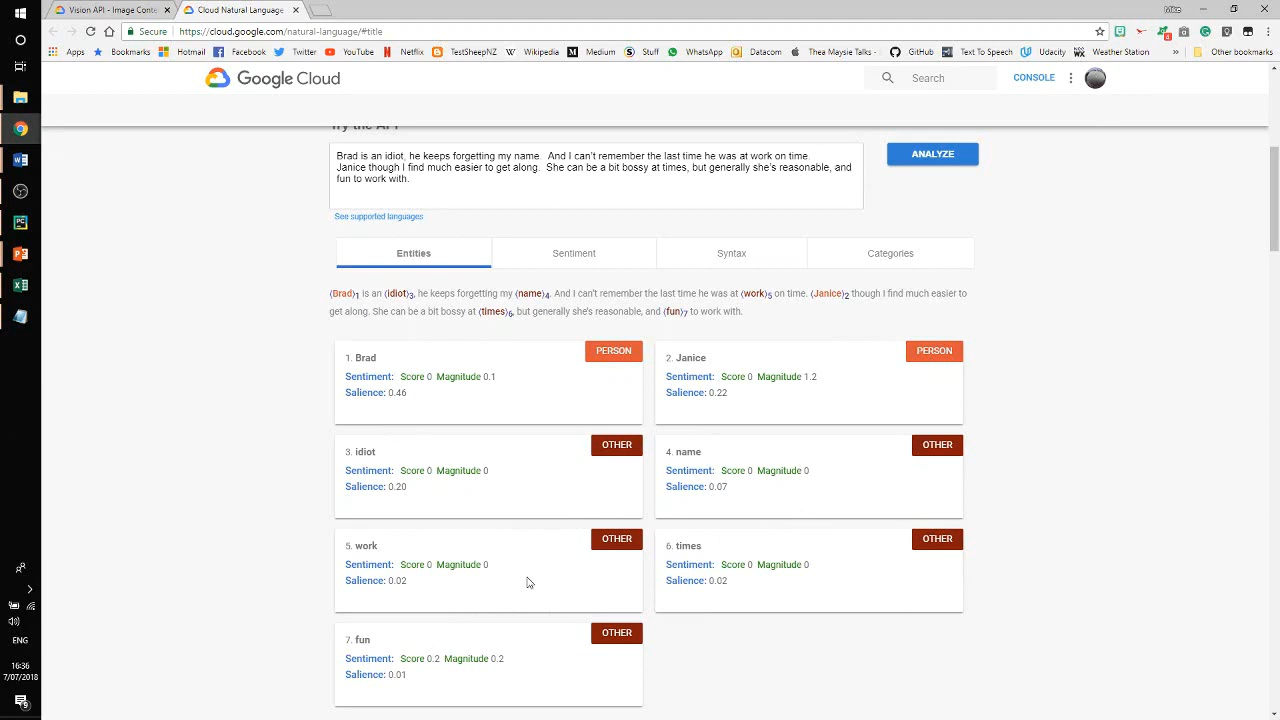 Vision API - Image Conte
Cloud Natural Language
Secure
https://cloud.google.com/natural-language/#title
Apps
Bookmarks
Hotmail
Facebook
Twitter
YouTube
Netflix
TestSheepNZ
Wikipedia
Medium
Stuff
WhatsApp
Datacom
Thea Maysie Talks -
GitHub
Text To Speech
Udacity
Weather Station
»
Other bookmarks
Google Cloud
Search
CONSOLE
Try the API
Brad is an idiot, he keeps forgetting my name. And I can't remember the last time he was at work on time.
Janice though I find much easier to get along. She can be a bit bossy at times, but generally she's reasonable, and
fun to work with.
ANALYZE
See supported languages
Entities
Sentiment
Syntax
Categories
⟨Brad⟩1 is an ⟨idiot⟩3, he keeps forgetting my ⟨name⟩4. And I can't remember the last time he was at ⟨work⟩5 on time. ⟨Janice⟩2 though I find much easier to
get along. She can be a bit bossy at ⟨times⟩6, but generally she's reasonable, and ⟨fun⟩7 to work with.
1. Brad
PERSON
Sentiment: Score 0 Magnitude 0.1
Salience: 0.46
2. Janice
PERSON
Sentiment: Score 0 Magnitude 1.2
Salience: 0.22
3. idiot
OTHER
Sentiment: Score 0 Magnitude 0
Salience: 0.20
4. name
OTHER
Sentiment: Score 0 Magnitude 0
Salience: 0.07
5. work
OTHER
Sentiment: Score 0 Magnitude 0
Salience: 0.02
6. times
OTHER
Sentiment: Score 0 Magnitude 0
Salience: 0.02
7. fun
OTHER
Sentiment: Score 0.2 Magnitude 0.2
Salience: 0.01
ENG
16:36
7/07/2018